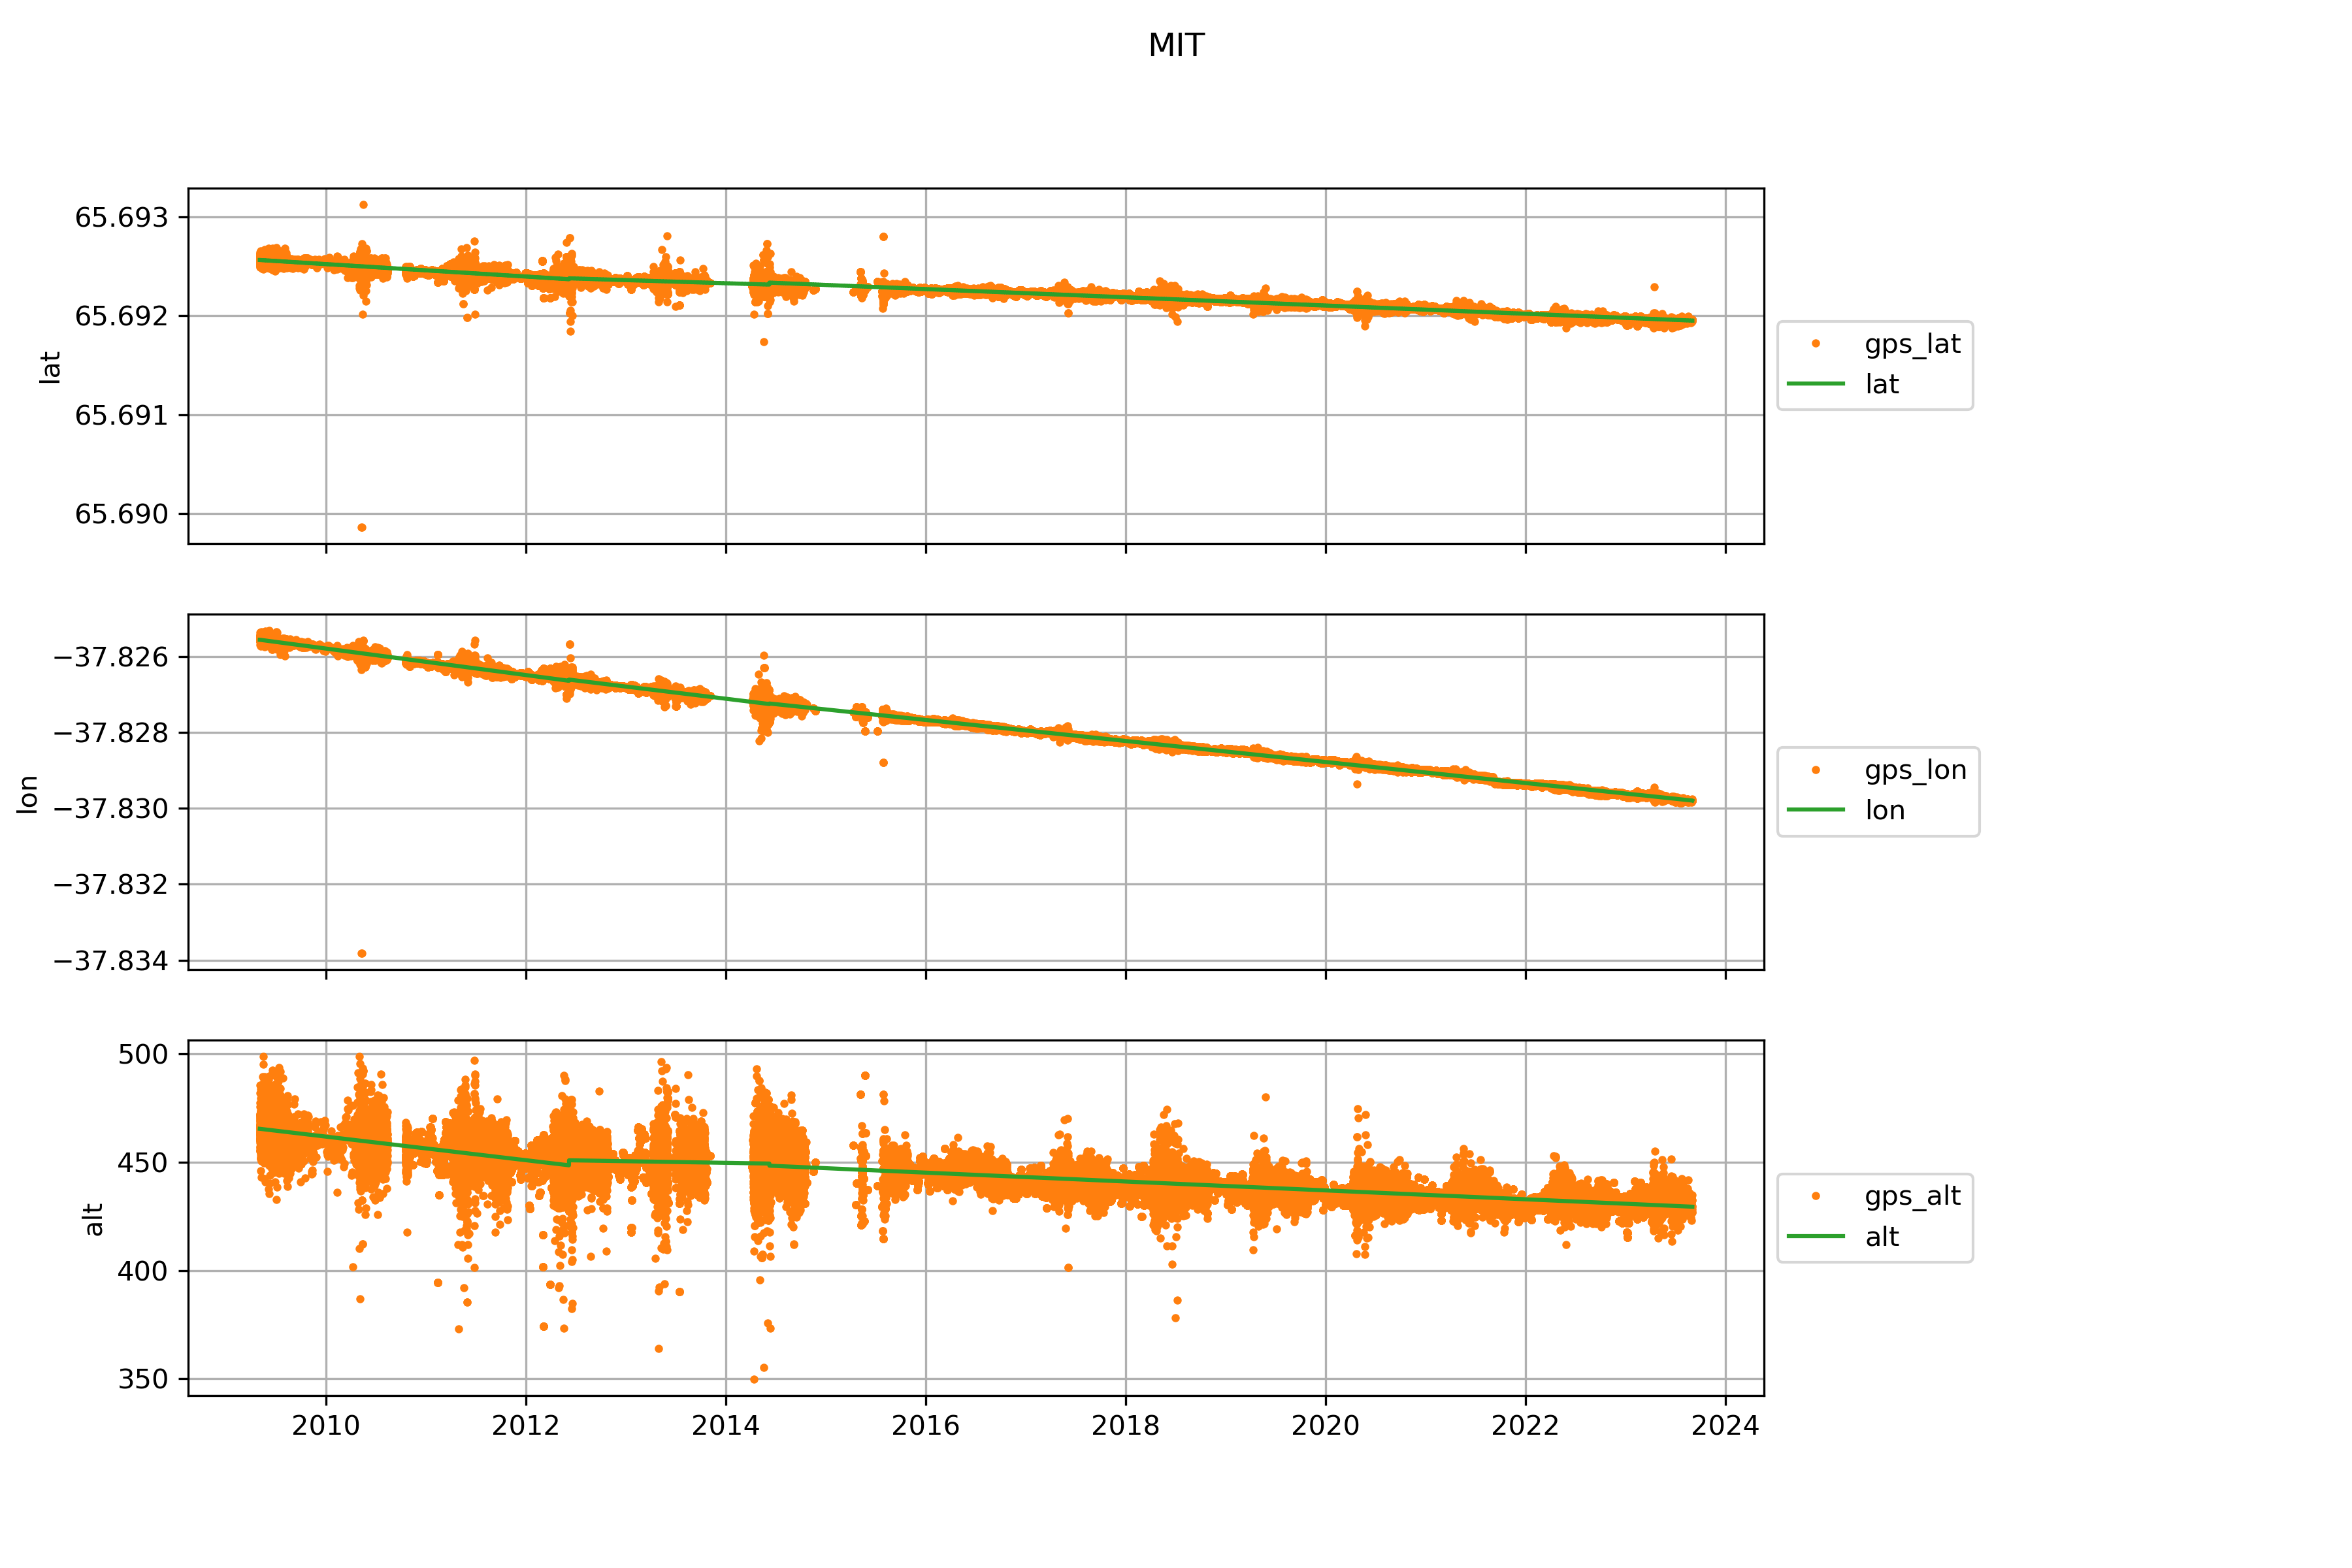 MIT
65.693
65.692
65.691
65.690
lat
gps_lat
lat
−37.826
−37.828
−37.830
−37.832
−37.834
lon
gps_lon
lon
500
450
400
350
alt
gps_alt
alt
2010 2012 2014 2016 2018 2020 2022 2024